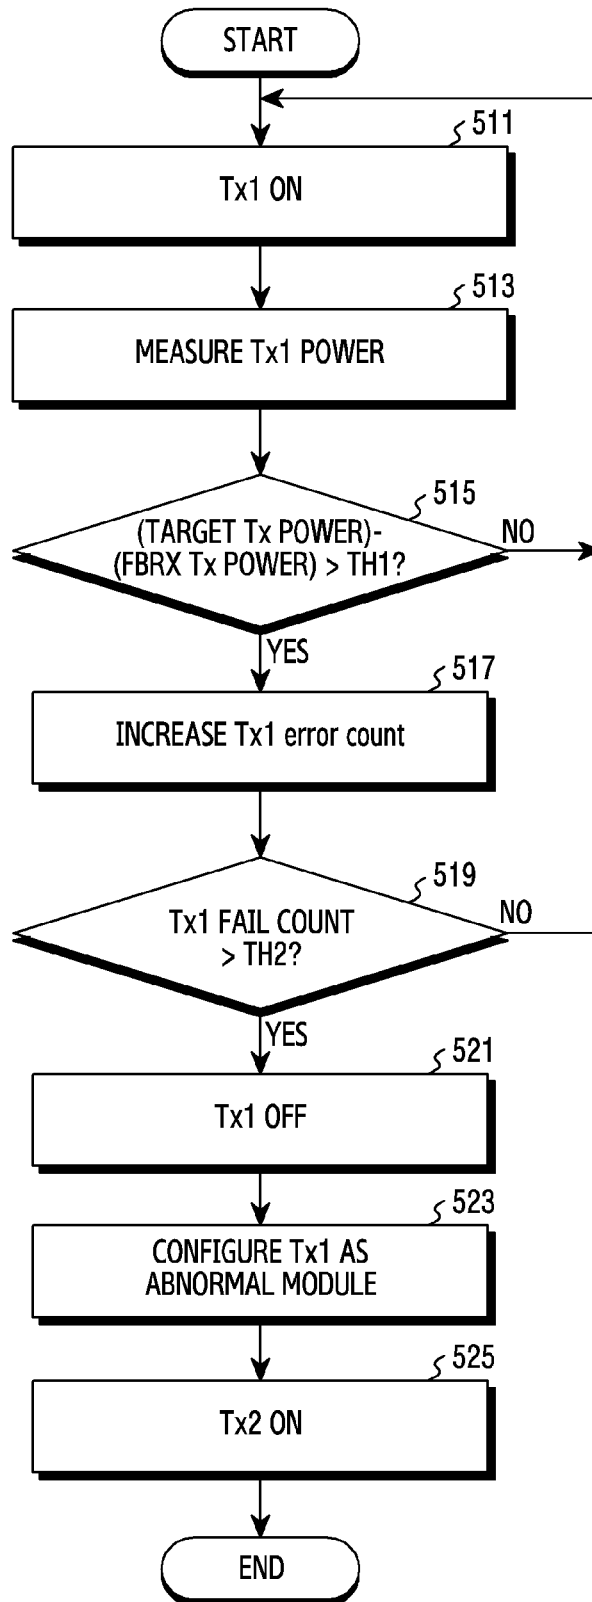 START
511
Tx1 ON
513
MEASURE Tx1 POWER
515
(TARGET Tx POWER)-
(FBRX Tx POWER) > TH1?
NO
YES
517
INCREASE Tx1 error count
519
Tx1 FAIL COUNT
> TH2?
NO
YES
521
Tx1 OFF
523
CONFIGURE Tx1 AS
ABNORMAL MODULE
525
Tx2 ON
END